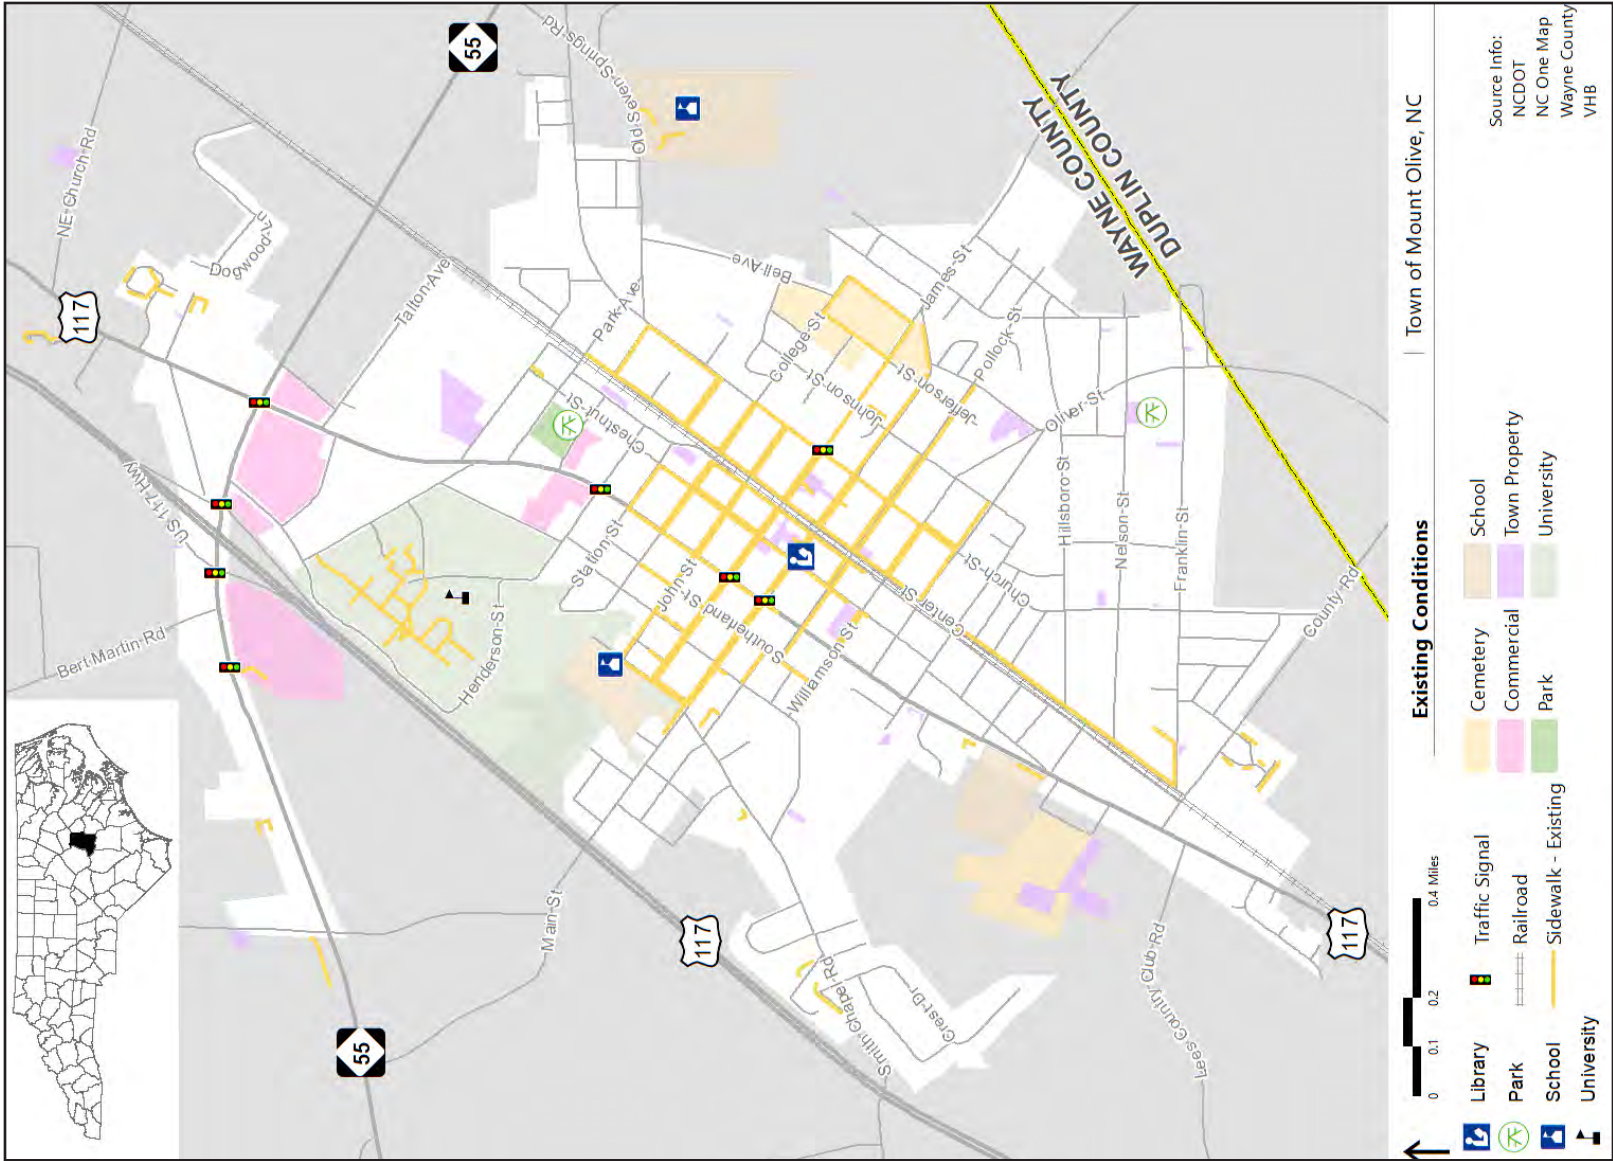 55
117
NE Church Rd
Dogwood Ln
Old Seven Springs Rd
Talton Ave
Park Ave
Bell Ave
WAYNE COUNTY
DUPLIN COUNTY
US 117 Hwy
Chestnut St
College St
James St
Johnson St
Johnson St
Jefferson St
Jefferson St
Pollock St
Oliver St
Bert Martin Rd
Station St
John St
Henderson St
Southerland St
Williamson St
Center St
Church St
Hillsboro St
Nelson St
Franklin St
County Rd
Main St
117
55
Smith Chapel Rd
Crest Dr
Lees County Club Rd
117
Existing Conditions
Town of Mount Olive, NC
0
0.1
0.2
0.4 Miles
Library
Park
School
University
Traffic Signal
Railroad
Sidewalk - Existing
Cemetery
Commercial
Park
School
Town Property
University
Source Info:
NCDOT
NC One Map
Wayne County
VHB